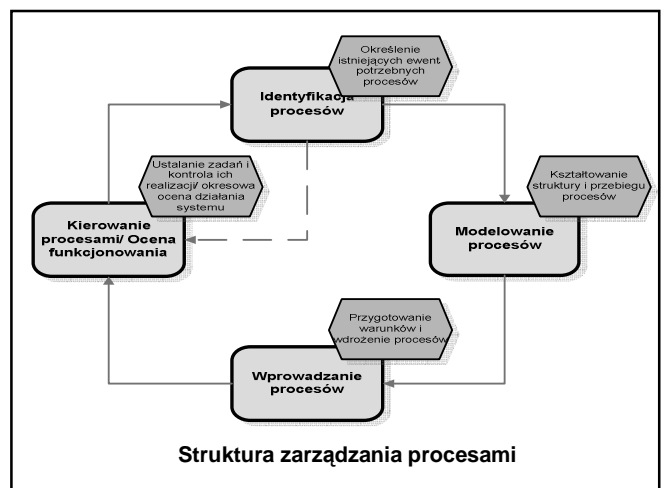 Określenie
istniejących ewent.
potrzebnych
procesów
Identyfikacja
procesów
Ustalanie zadań i
kontrola ich
realizacji/ okresowa
ocena działania
systemu
Kształtowanie
struktury i przebiegu
procesów
Kierowanie
procesami/ Ocena
funkcjonowania
Modelowanie
procesów
Przygotowanie
warunków i
wdrożenie procesów
Wprowadzanie
procesów
Struktura zarządzania procesami